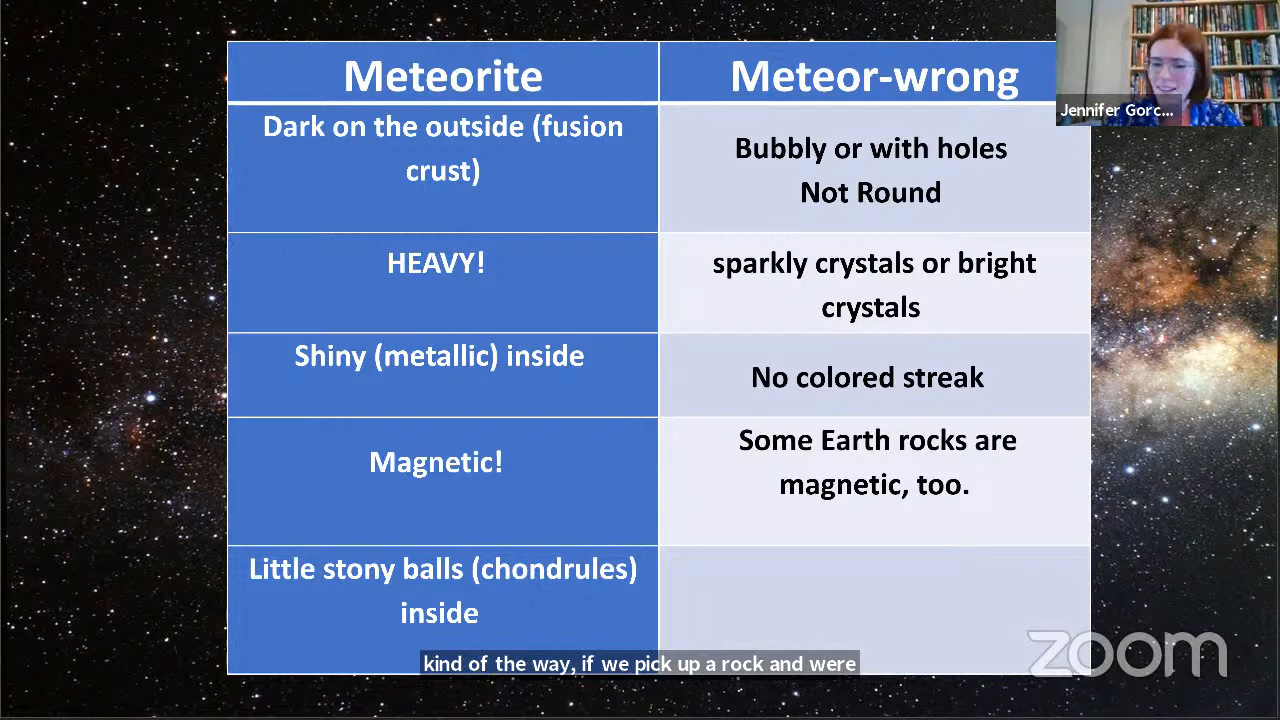 Meteorite
Meteor-wrong
Jennifer Gorc...
Dark on the outside (fusion
crust)
Bubbly or with holes
Not Round
HEAVY!
sparkly crystals or bright
crystals
Shiny (metallic) inside
No colored streak
Magnetic!
Some Earth rocks are
magnetic, too.
Little stony balls (chondrules)
inside
zoom
kind of the way, if we pick up a rock and were